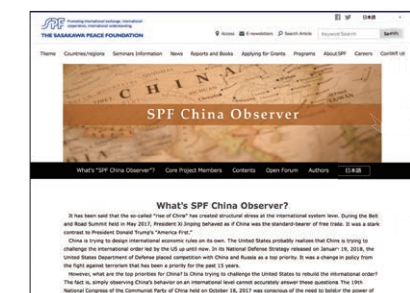 SPF Promoting international exchange, international cooperation, international understanding
THE SASAKAWA PEACE FOUNDATION
日本語
Access E-newsletters Search Article Keyword Search Search
Theme Countries/regions Seminars Information News Reports and Books Applying for Grants Programs About SPF Careers Contact us
CHINA
TAIWAN
SPF China Observer
What's "SPF China Observer"? Core Project Members Contents Open Forum Authors 日本語
What's SPF China Observer?
It has been said that the so-called "rise of China" has created structural stress at the international system level. During the Belt
and Road Summit held in May 2017, President Xi Jinping behaved as if China was the standard-bearer of free trade. It was a stark
contrast to President Donald Trump's "America First."
China is trying to design international economic rules on its own. The United States probably realizes that China is trying to
challenge the international order led by the US up until now. In its National Defense Strategy released on January 19, 2018, the
United States Department of Defense placed competition with China and Russia as a top priority. It was a change in policy from
the fight against terrorism that has been a priority for the past 15 years.
However, what are the top priorities for China? Is China trying to challenge the United States to rebuild the international order?
The fact is, simply observing China's behavior on an international level cannot accurately answer these questions. The 19th
National Congress of the Communist Party of China held on October 18, 2017 was conscious of the need to bolster the power of